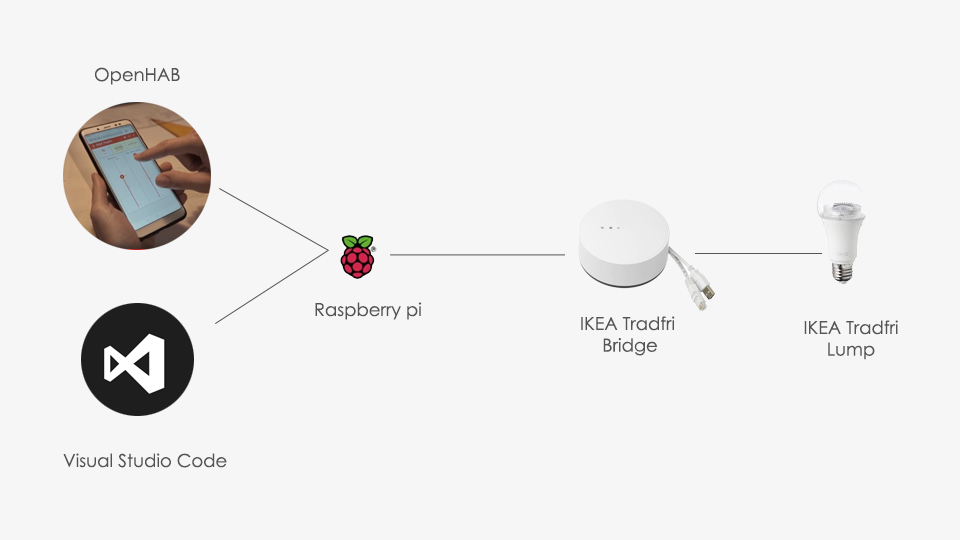 OpenHAB
Raspberry pi
IKEA Tradfri
Bridge
IKEA Tradfri
Lump
Visual Studio Code